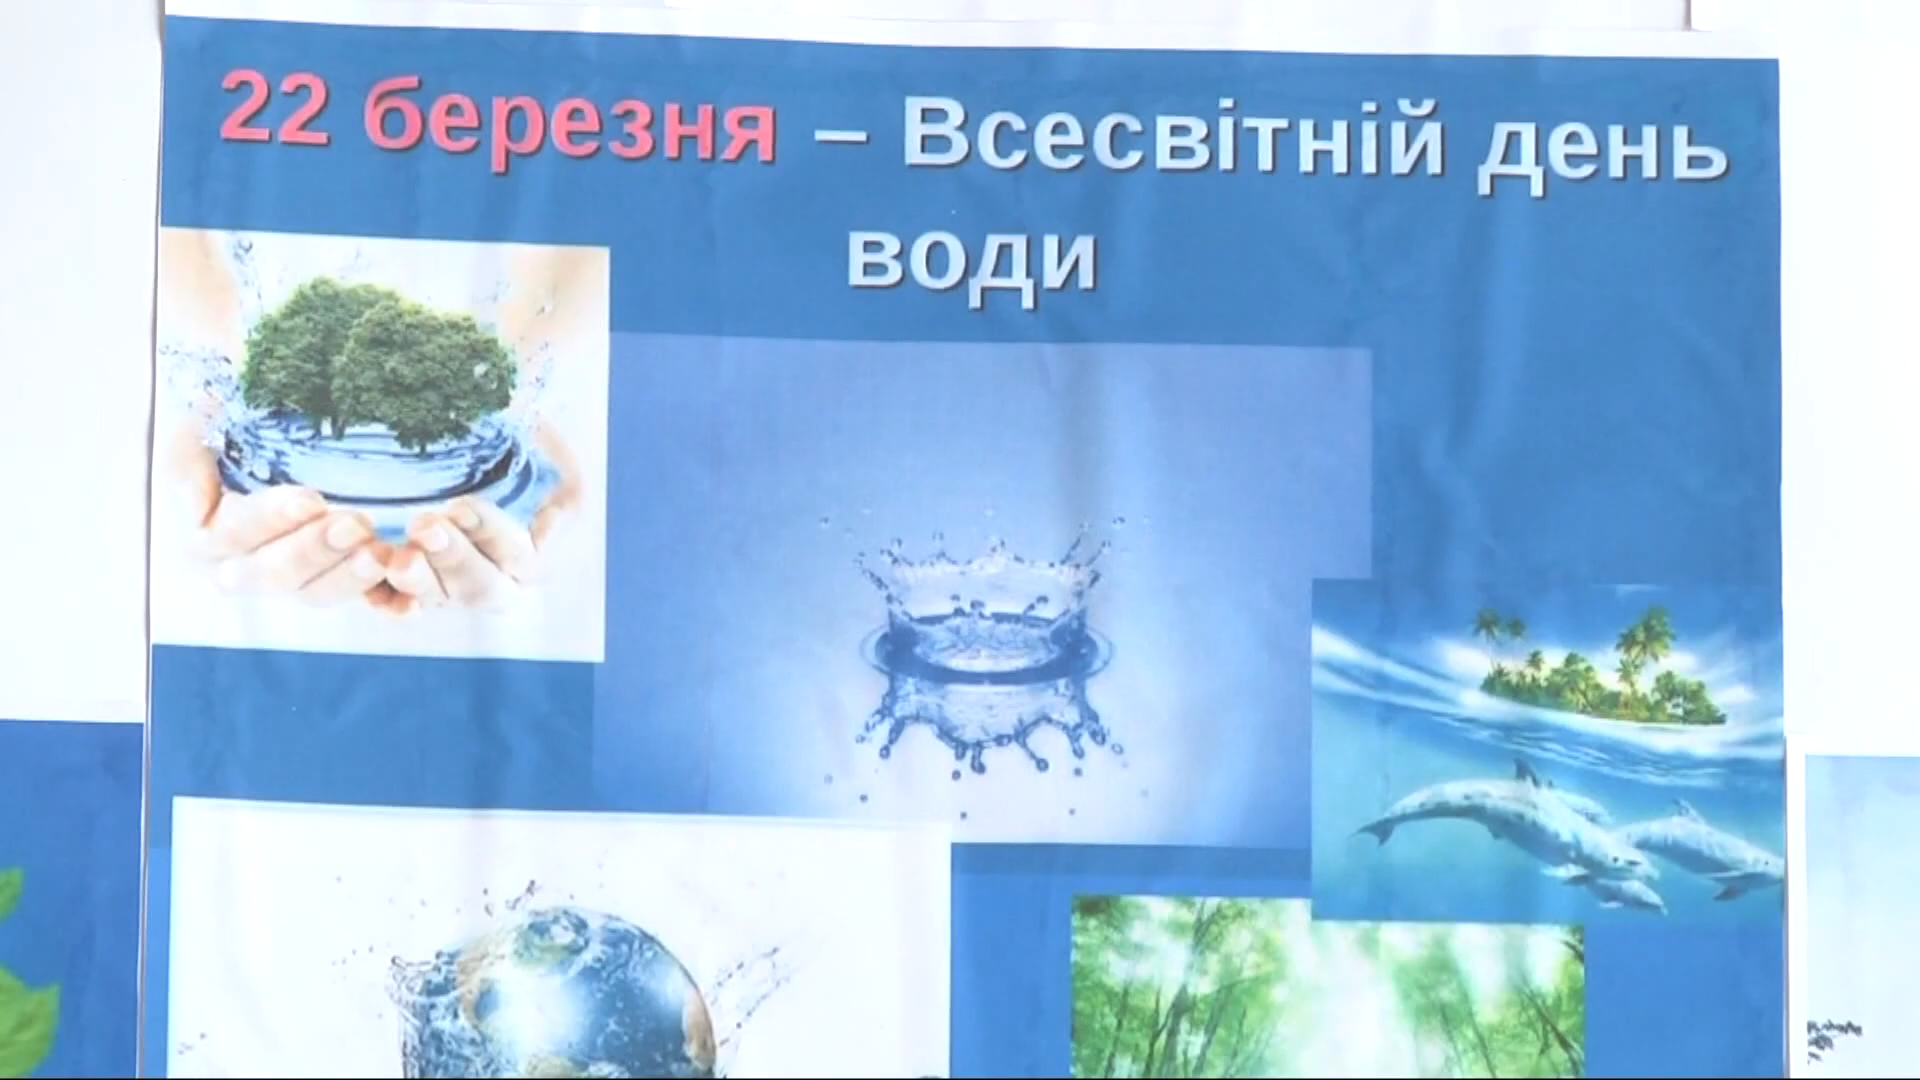 22 березня – Всесвітній день
води